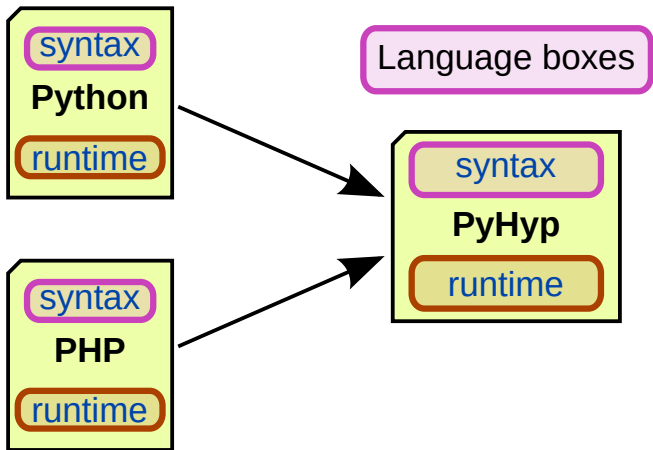 syntax
Python
runtime
Language boxes
syntax
PyHyp
runtime
syntax
PHP
runtime